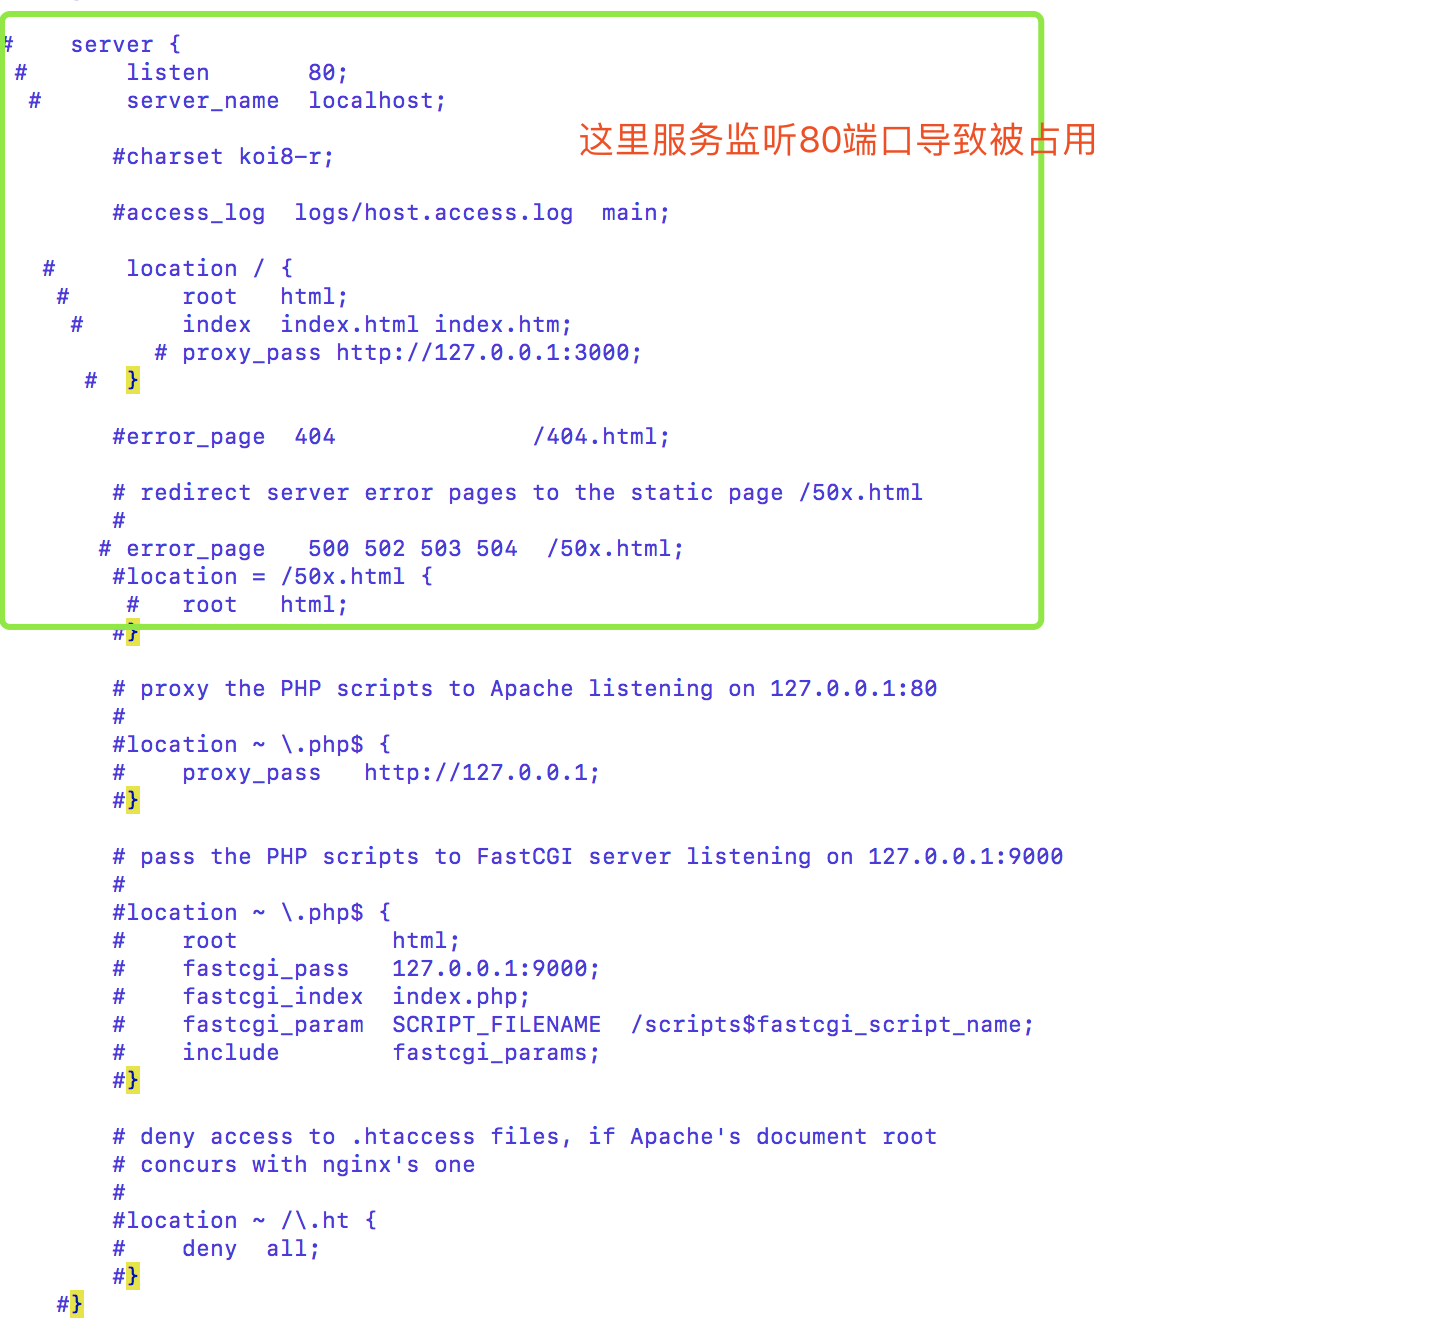 #    server {
#       listen       80;
#      server_name  localhost;
这里服务监听80端口导致被占用
#charset koi8-r;
#access_log  logs/host.access.log  main;
#     location / {
#        root   html;
#       index  index.html index.htm;
# proxy_pass http://127.0.0.1:3000;
#  }
#error_page  404              /404.html;
# redirect server error pages to the static page /50x.html
#
# error_page   500 502 503 504  /50x.html;
#location = /50x.html {
#   root   html;
#}
# proxy the PHP scripts to Apache listening on 127.0.0.1:80
#
#location ~ \.php$ {
#    proxy_pass   http://127.0.0.1;
#}
# pass the PHP scripts to FastCGI server listening on 127.0.0.1:9000
#
#location ~ \.php$ {
#    root           html;
#    fastcgi_pass   127.0.0.1:9000;
#    fastcgi_index  index.php;
#    fastcgi_param  SCRIPT_FILENAME  /scripts$fastcgi_script_name;
#    include        fastcgi_params;
#}
# deny access to .htaccess files, if Apache's document root
# concurs with nginx's one
#
#location ~ /\.ht {
#    deny  all;
#}
#}